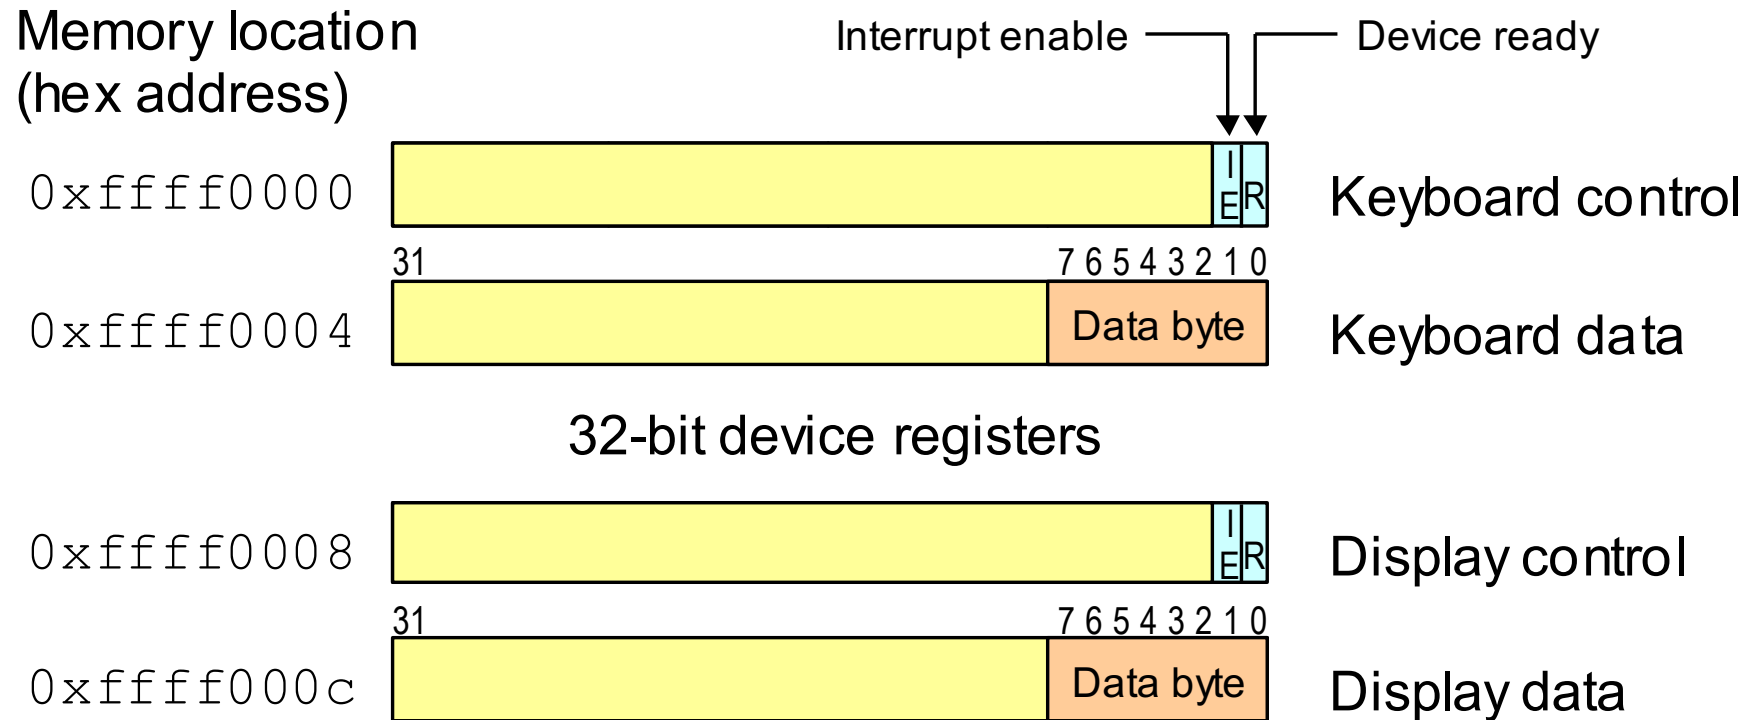 Memory location
(hex address)
Interrupt enable
Device ready
0xffff0000
I
E
R
Keyboard control
31
7 6 5 4 3 2 1 0
0xffff0004
Data byte
Keyboard data
32-bit device registers
0xffff0008
I
E
R
Display control
31
7 6 5 4 3 2 1 0
0xffff000c
Data byte
Display data